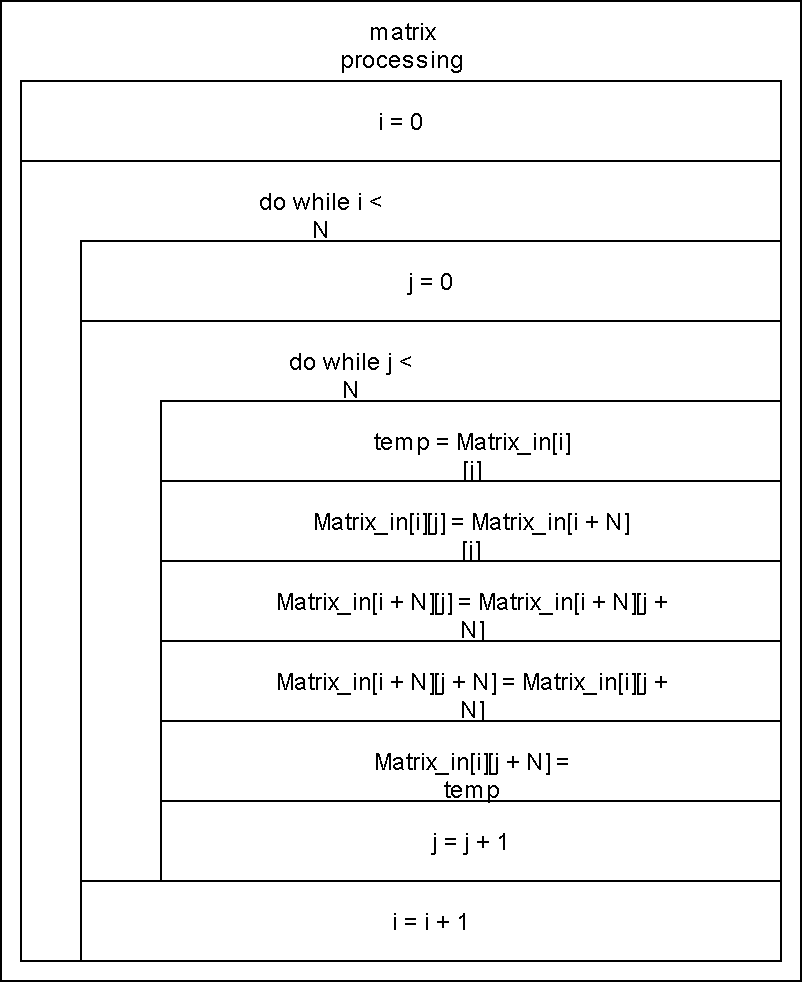 matrix
processing
i = 0
do while i <
N
j = 0
do while j <
N
temp = Matrix_in[i]
[j]
Matrix_in[i][j] = Matrix_in[i + N]
[j]
Matrix_in[i + N][j] = Matrix_in[i + N][j +
N]
Matrix_in[i + N][j + N] = Matrix_in[i][j +
N]
Matrix_in[i][j + N] =
temp
j = j + 1
i = i + 1